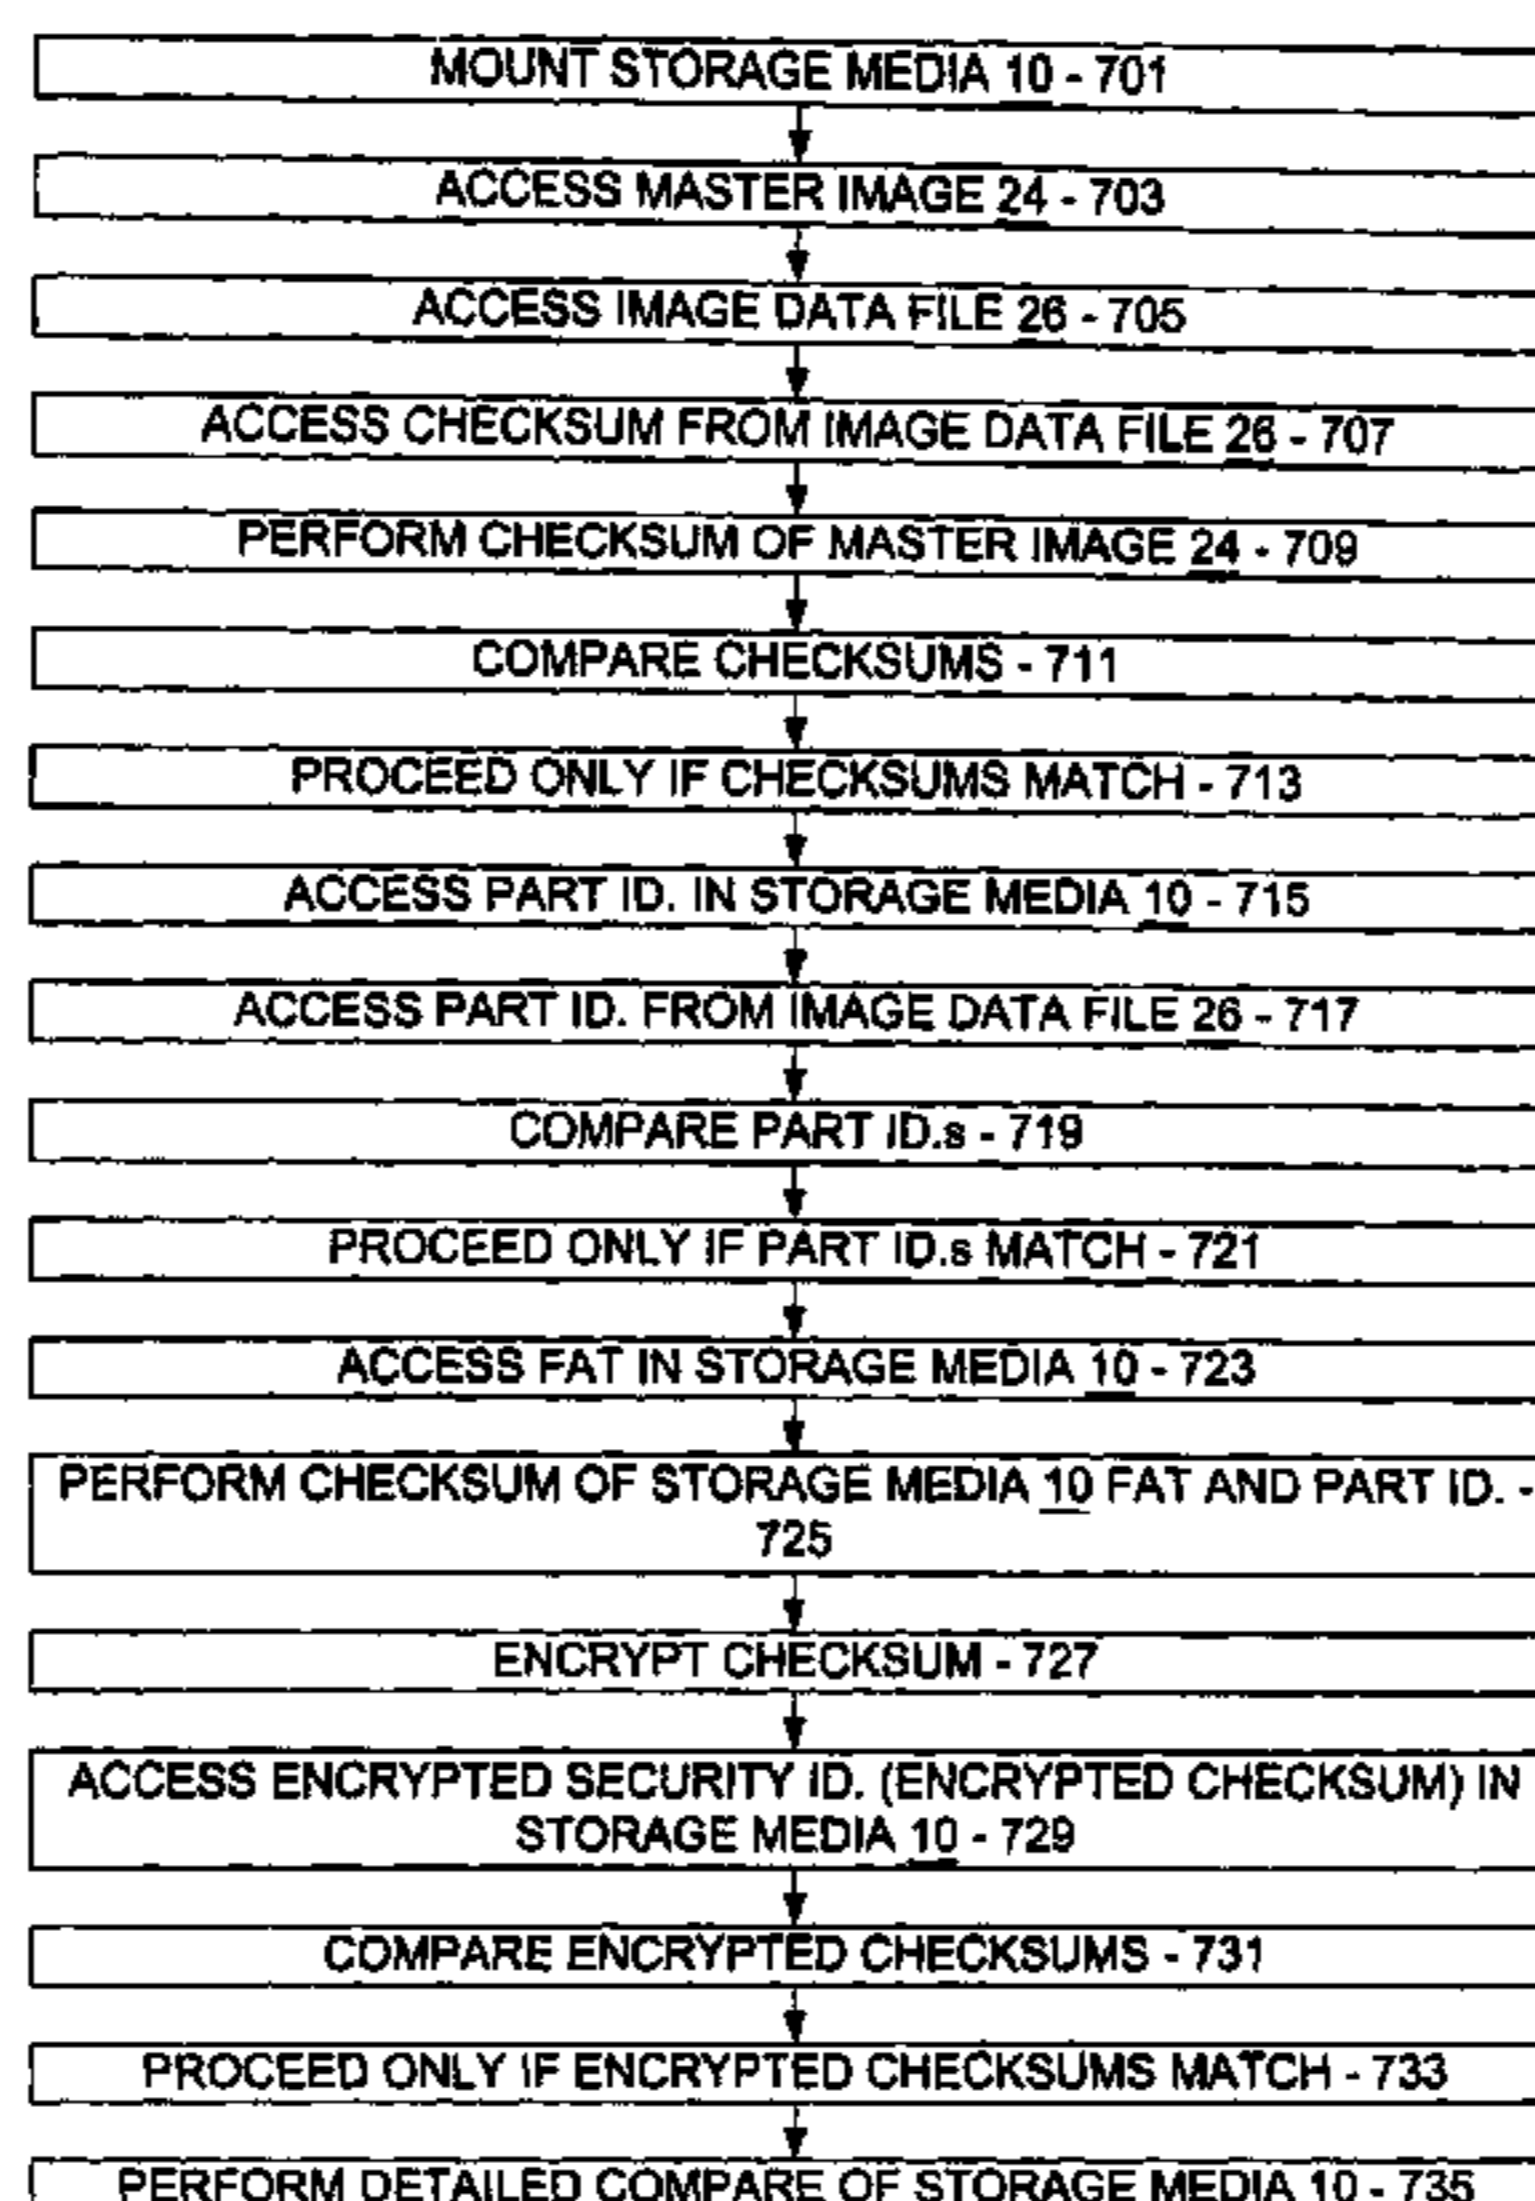 MOUNT STORAGE MEDIA 10 - 701
ACCESS MASTER IMAGE 24 - 703
ACCESS IMAGE DATA FILE 26 - 705
ACCESS CHECKSUM FROM IMAGE DATA FILE 26 - 707
PERFORM CHECKSUM OF MASTER IMAGE 24 - 709
COMPARE CHECKSUMS - 711
PROCEED ONLY IF CHECKSUMS MATCH - 713
ACCESS PART ID. IN STORAGE MEDIA 10 - 715
ACCESS PART ID. FROM IMAGE DATA FILE 26 - 717
COMPARE PART ID.s - 719
PROCEED ONLY IF PART ID.s MATCH - 721
ACCESS FAT IN STORAGE MEDIA 10 - 723
PERFORM CHECKSUM OF STORAGE MEDIA 10 FAT AND PART ID. -
725
ENCRYPT CHECKSUM - 727
ACCESS ENCRYPTED SECURITY ID. (ENCRYPTED CHECKSUM) IN
STORAGE MEDIA 10 - 729
COMPARE ENCRYPTED CHECKSUMS - 731
PROCEED ONLY IF ENCRYPTED CHECKSUMS MATCH - 733
PERFORM DETAILED COMPARE OF STORAGE MEDIA 10 - 735